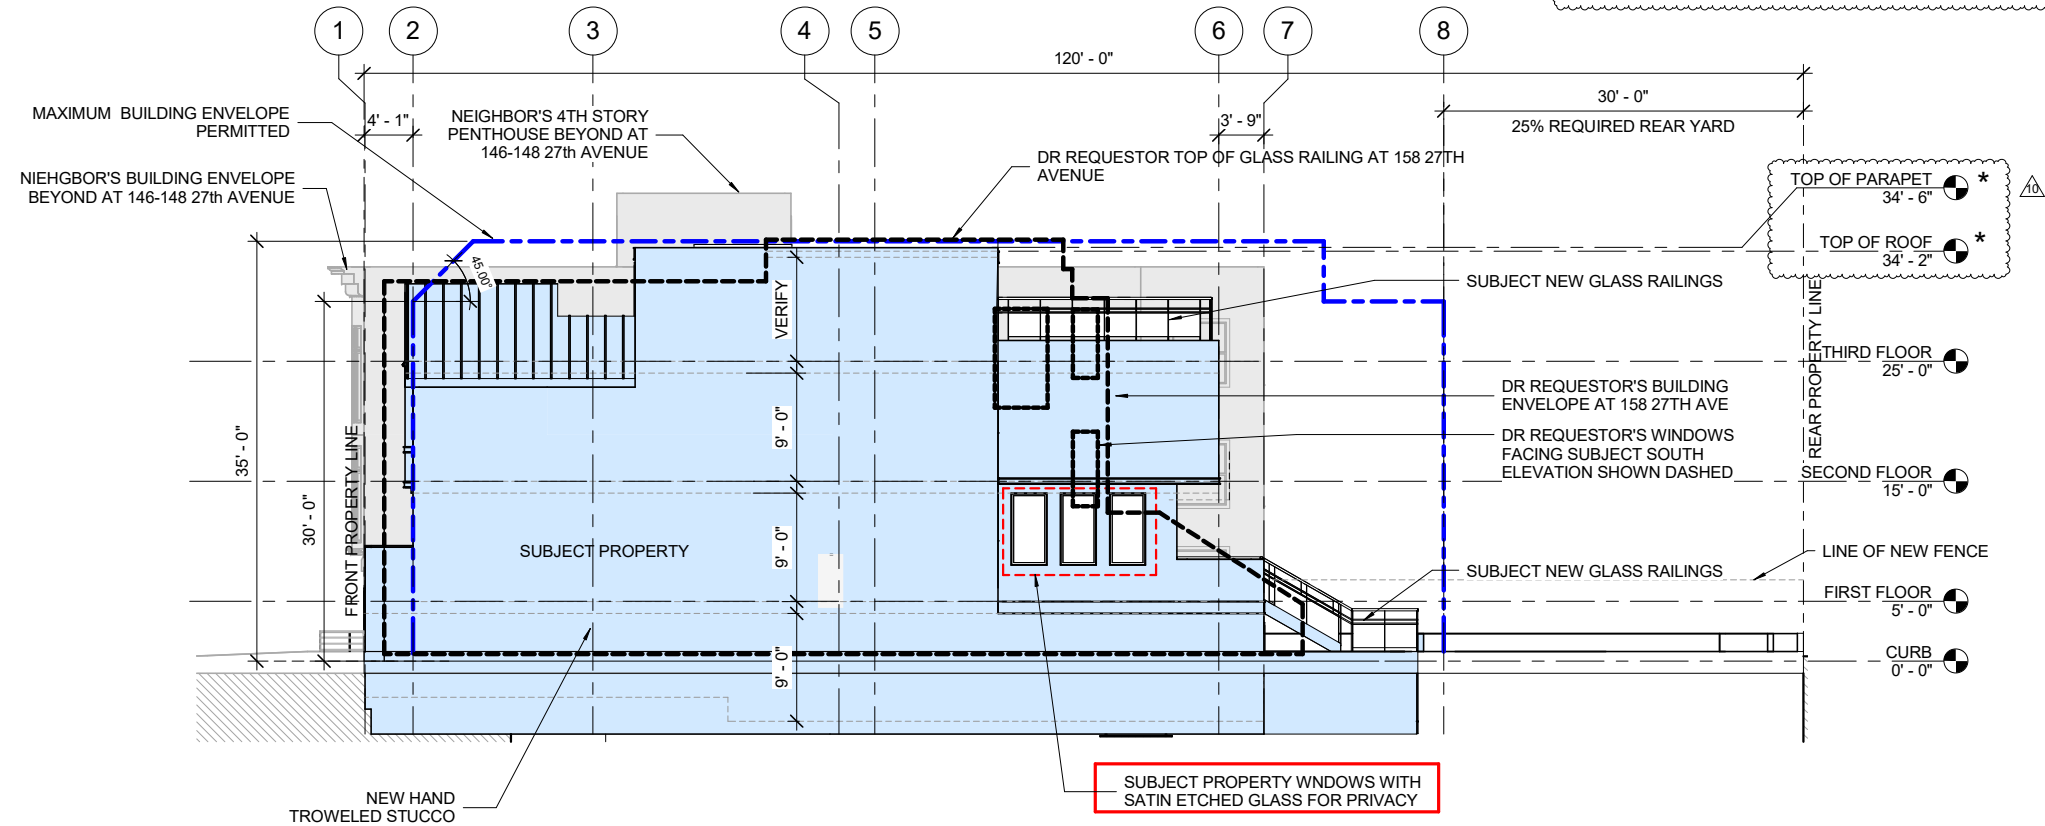 1
2
3
4
5
6
7
8
120' - 0"
30' - 0"
25% REQUIRED REAR YARD
4' - 1"
3' - 9"
MAXIMUM BUILDING ENVELOPE
PERMITTED
NEIGHBOR'S 4TH STORY
PENTHOUSE BEYOND AT
146-148 27th AVENUE
DR REQUESTOR TOP OF GLASS RAILING AT 158 27TH
AVENUE
NIEHGBOR'S BUILDING ENVELOPE
BEYOND AT 146-148 27th AVENUE
TOP OF PARAPET *
34' - 6"
10
TOP OF ROOF *
34' - 2"
45.00°
SUBJECT NEW GLASS RAILINGS
VERIFY
REAR PROPERTY LINE
THIRD FLOOR
25' - 0"
DR REQUESTOR'S BUILDING
ENVELOPE AT 158 27TH AVE
9' - 0"
35' - 0"
FRONT PROPERTY LINE
DR REQUESTOR'S WINDOWS
FACING SUBJECT SOUTH
ELEVATION SHOWN DASHED
SECOND FLOOR
15' - 0"
30' - 0"
SUBJECT PROPERTY
9' - 0"
LINE OF NEW FENCE
SUBJECT NEW GLASS RAILINGS
FIRST FLOOR
5' - 0"
9' - 0"
CURB
0' - 0"
NEW HAND
TROWELED STUCCO
SUBJECT PROPERTY WNDOWS WITH
SATIN ETCHED GLASS FOR PRIVACY